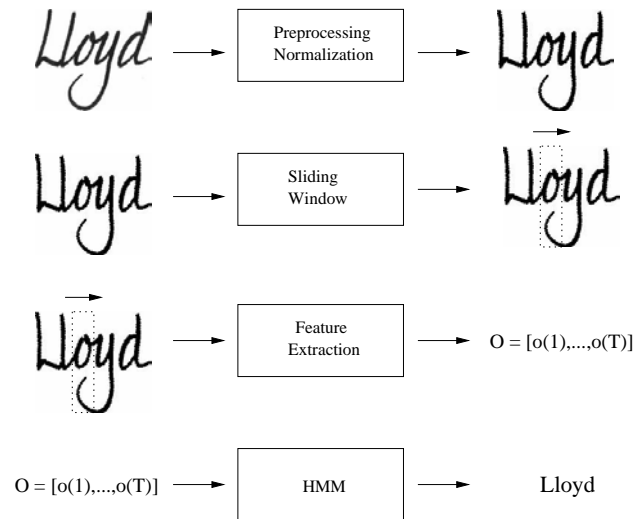 Lloyd Preprocessing Normalization Lloyd
Lloyd Sliding Window Lloyd
Lloyd Feature Extraction O = [o(1),...,o(T)]
O = [o(1),...,o(T)] HMM Lloyd